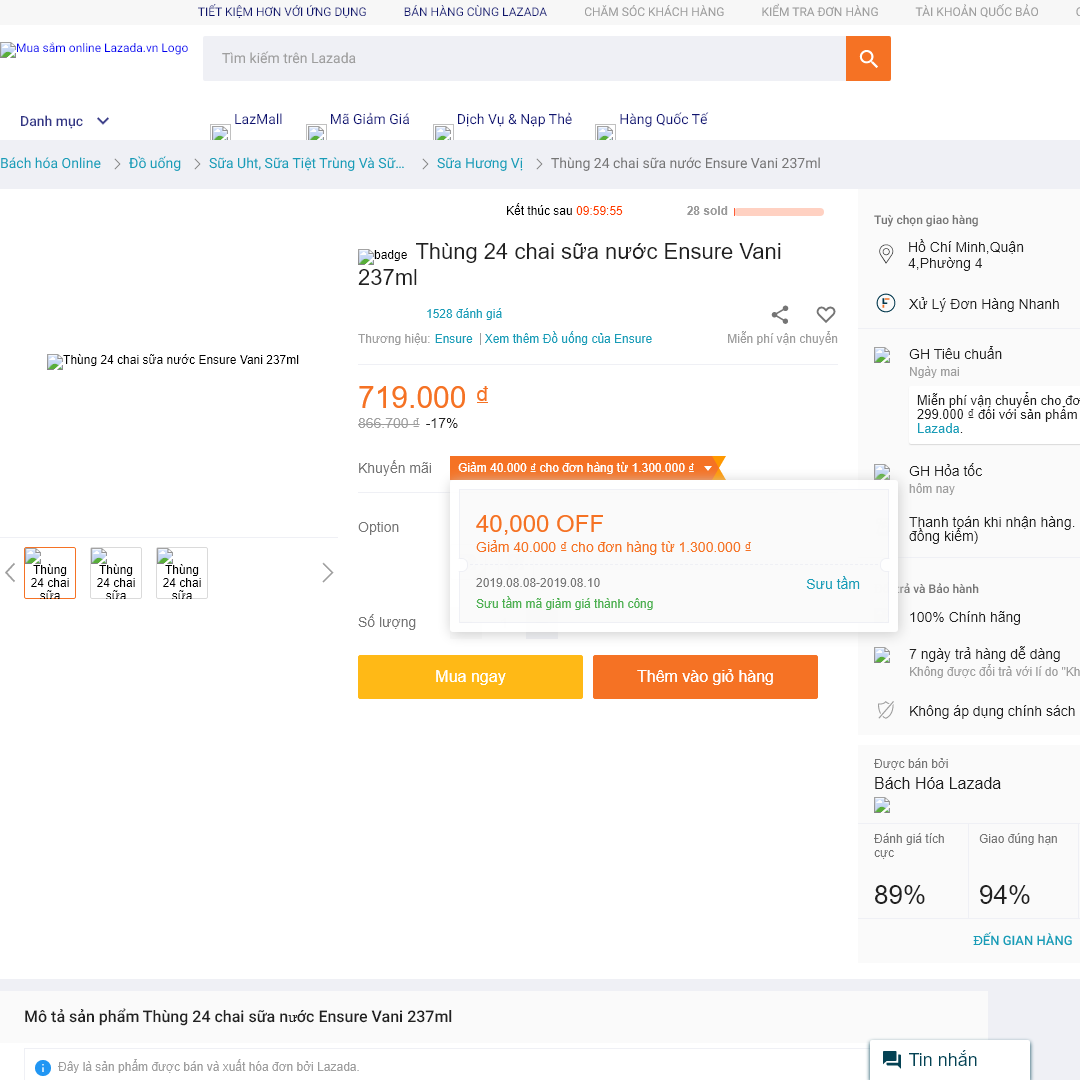 TIẾT KIỆM HƠN VỚI ỨNG DỤNG
BÁN HÀNG CÙNG LAZADA
CHĂM SÓC KHÁCH HÀNG
KIỂM TRA ĐƠN HÀNG
TÀI KHOẢN QUỐC BẢO
Mua sắm online Lazada.vn Logo
Tìm kiếm trên Lazada
Danh mục
LazMall
Mã Giảm Giá
Dịch Vụ & Nạp Thẻ
Hàng Quốc Tế
Bách hóa Online
Đồ uống
Sữa Uht, Sữa Tiệt Trùng Và Sữ...
Sữa Hương Vị
Thùng 24 chai sữa nước Ensure Vani 237ml
Kết thúc sau 09:59:55
28 sold
badge Thùng 24 chai sữa nước Ensure Vani
237ml
1528 đánh giá
Thương hiệu: Ensure | Xem thêm Đồ uống của Ensure
Miễn phí vận chuyển
Thùng 24 chai sữa nước Ensure Vani 237ml
719.000 ₫
866.700 ₫ -17%
Khuyến mãi
Giảm 40.000 ₫ cho đơn hàng từ 1.300.000 ₫
40,000 OFF
Giảm 40.000 ₫ cho đơn hàng từ 1.300.000 ₫
2019.08.08-2019.08.10
Sưu tầm
Sưu tầm mã giảm giá thành công
Option
Số lượng
Thùng
24 chai
sữa
Thùng
24 chai
sữa
Thùng
24 chai
sữa
Mua ngay
Thêm vào giỏ hàng
Tuỳ chọn giao hàng
Hồ Chí Minh,Quận
4,Phường 4
Xử Lý Đơn Hàng Nhanh
GH Tiêu chuẩn
Ngày mai
Miễn phí vận chuyển cho đơ
299.000 ₫ đối với sản phẩm
Lazada.
GH Hỏa tốc
hôm nay
Thanh toán khi nhận hàng.
đồng kiểm)
rả và Bảo hành
100% Chính hãng
7 ngày trả hàng dễ dàng
Không được đổi trả với lí do "Kh
Không áp dụng chính sách
Được bán bởi
Bách Hóa Lazada
Đánh giá tích
cực
Giao đúng hạn
89%
94%
ĐẾN GIAN HÀNG
Mô tả sản phẩm Thùng 24 chai sữa nước Ensure Vani 237ml
Đây là sản phẩm được bán và xuất hóa đơn bởi Lazada.
Tin nhắn